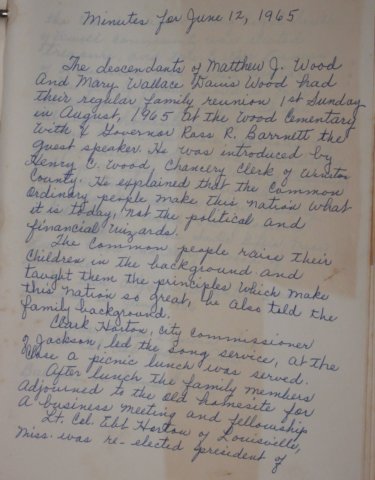 Minutes for June 12, 1965
The descendants of Matthew J. Wood
And Mary Wallace Davis Wood had
their regular family reunion 1st Sunday
in August, 1965 at the Wood Cementary
With Governor Ross R. Barrnett the
guest speaker. He was introduced by
Henry C. Wood, Chancery Clerk of Winston
County. He explained that the Common
Ordinary people make this nation what
it is today, not the political and
financial wizards.
The Common people raise their
Children in the background and
taught them the principles which make
this nation so great, he also told the
family background.
Clark Horton, city commissioner
Jackson, led the song service, at the
Close a picnic lunch was served.
After lunch the family members
Adjourned to the old homesite for
A business meeting and fellowship
Lt. Col. Ebb Horton of Louisville,
Miss. was re-elected president of